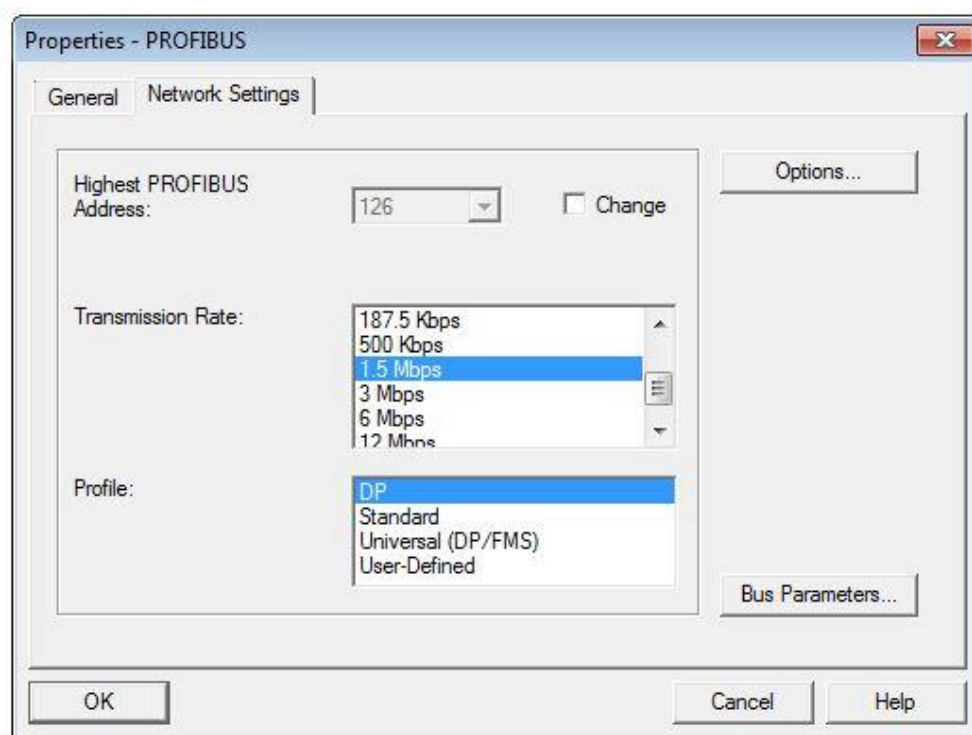 Properties - PROFIBUS
General Network Settings
Highest PROFIBUS
Address:
126
Change
Options...
Transmission Rate:
187.5 Kbps
500 Kbps
1.5 Mbps
3 Mbps
6 Mbps
12 Mbps
Profile:
DP
Standard
Universal (DP/FMS)
User-Defined
Bus Parameters...
OK Cancel Help